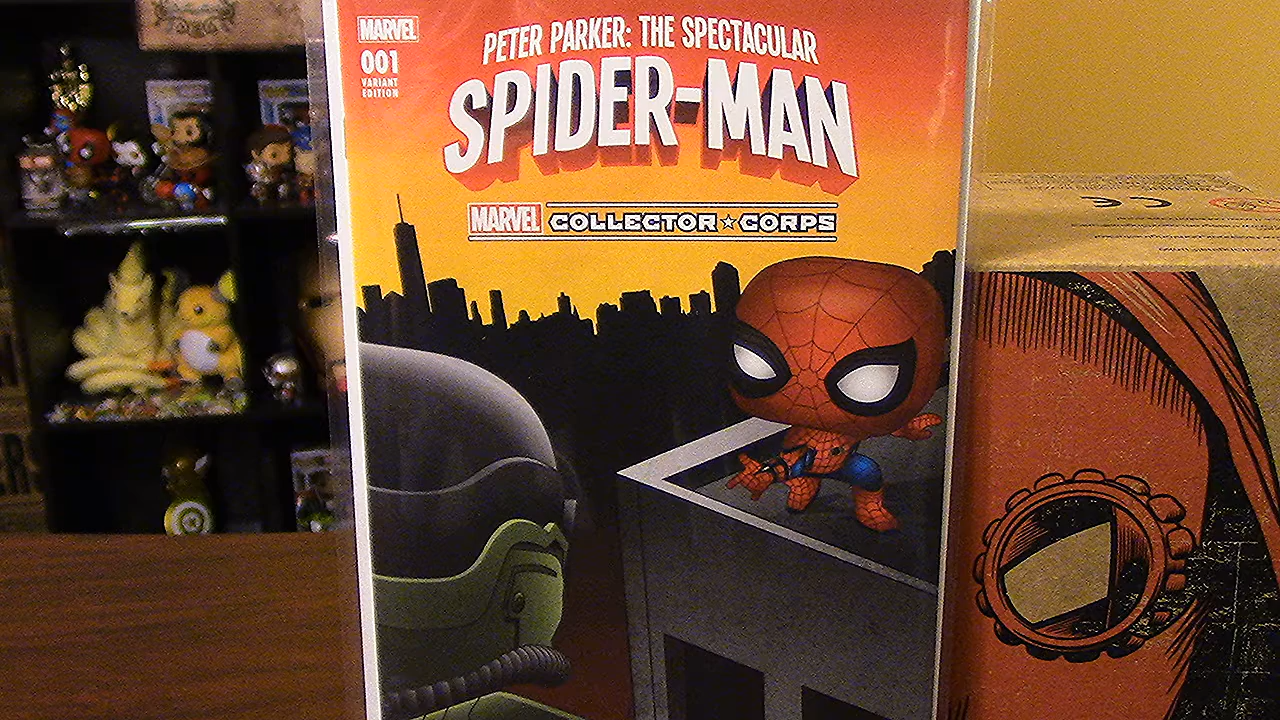 MARVEL
001
VARIANT
EDITION
PETER PARKER: THE SPECTACULAR
SPIDER-MAN
MARVEL COLLECTOR CORPS